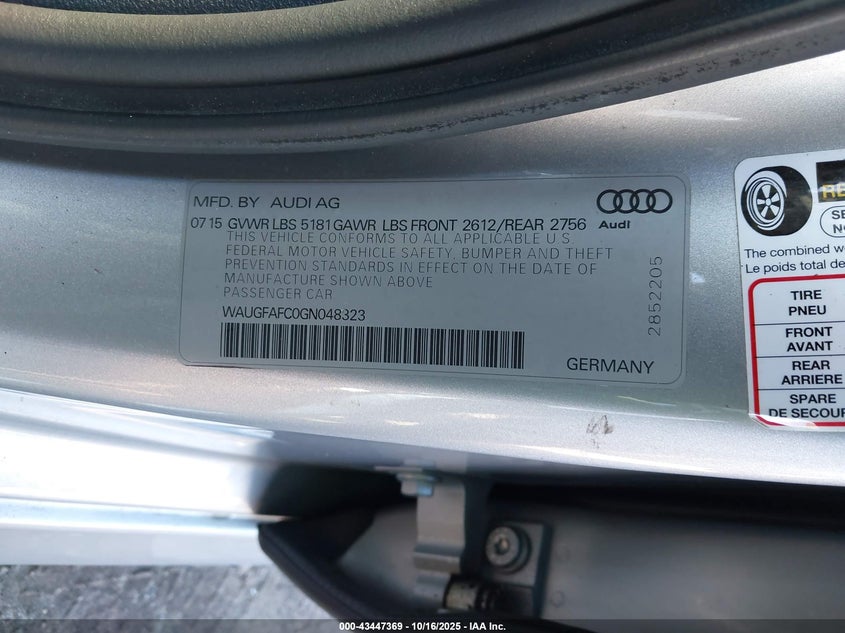 MFD. BY AUDI AG
Audi
07 15 GVWR LBS 5181 GAWR LBS FRONT 2612/REAR 2756
THIS VEHICLE CONFORMS TO ALL APPLICABLE U S
FEDERAL MOTOR VEHICLE SAFETY, BUMPER AND THEFT
PREVENTION STANDARDS IN EFFECT ON THE DATE OF
MANUFACTURE SHOWN ABOVE
PASSENGER CAR
WAUGFAFC0GN048323
GERMANY
2852205
The combined
Le poids total
TIRE
PNEU
FRONT
AVANT
REAR
ARRIERE
SPARE
DE
000-43447369 - 10/16/2025 - IAA Inc.